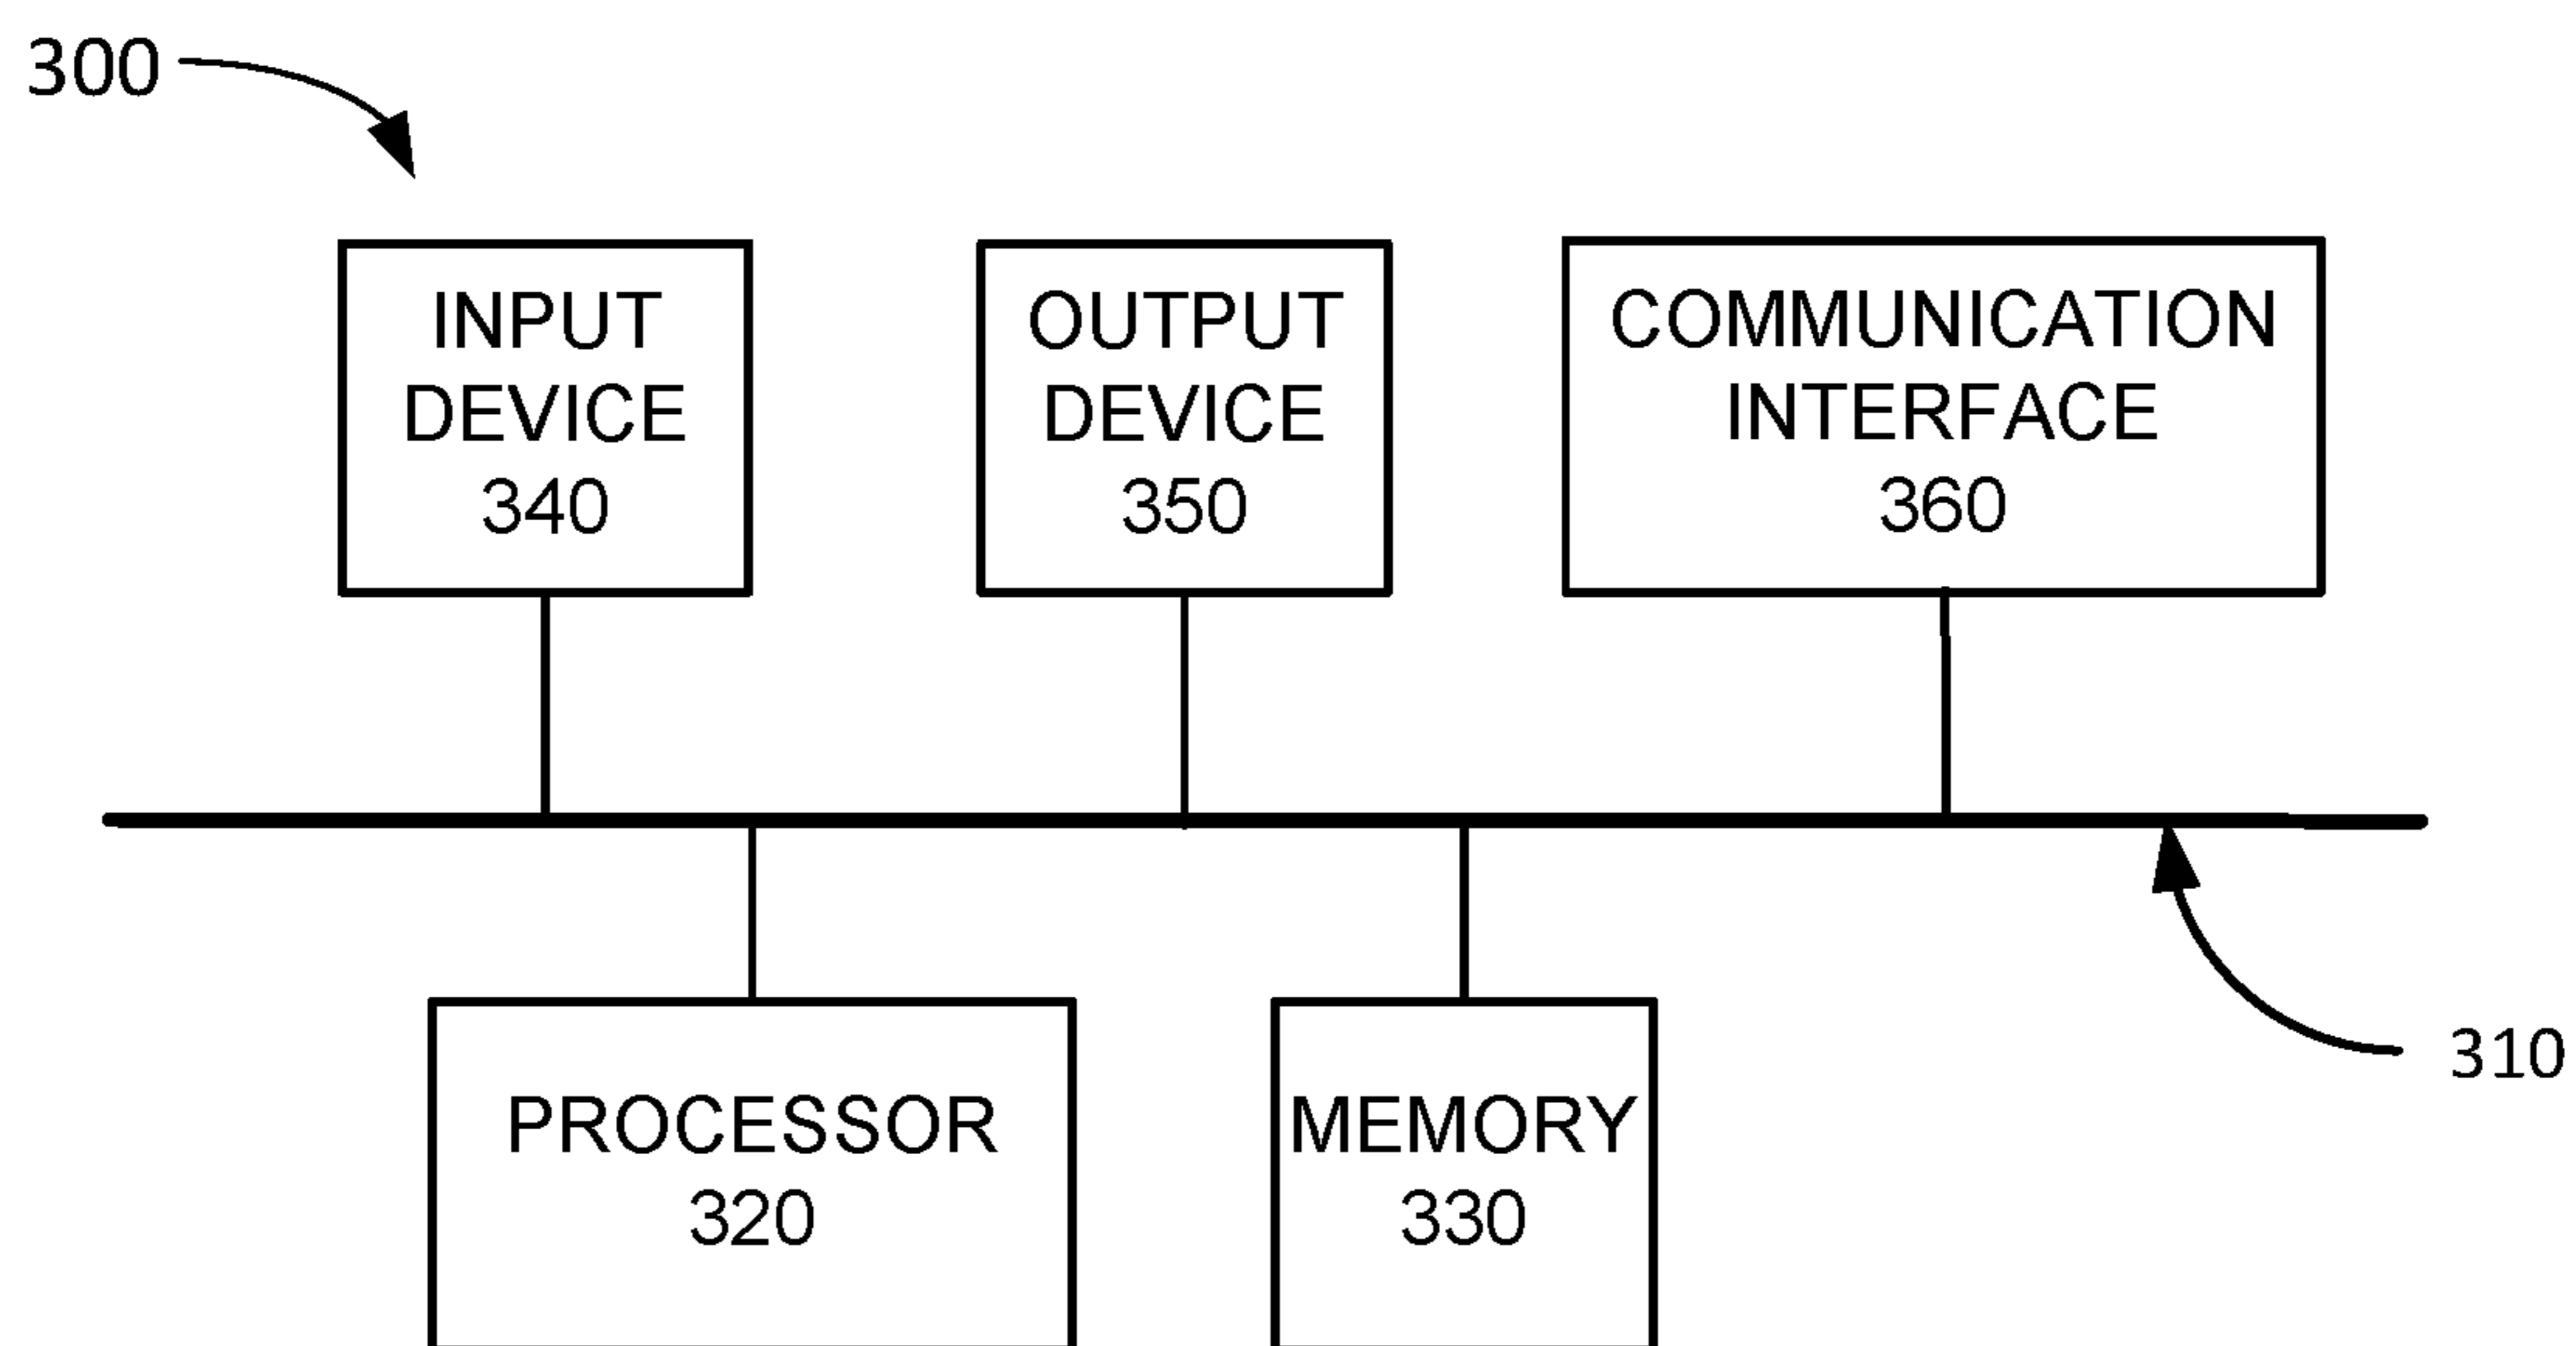 300
INPUT
DEVICE
340
OUTPUT
DEVICE
350
COMMUNICATION
INTERFACE
360
PROCESSOR
320
MEMORY
330
310